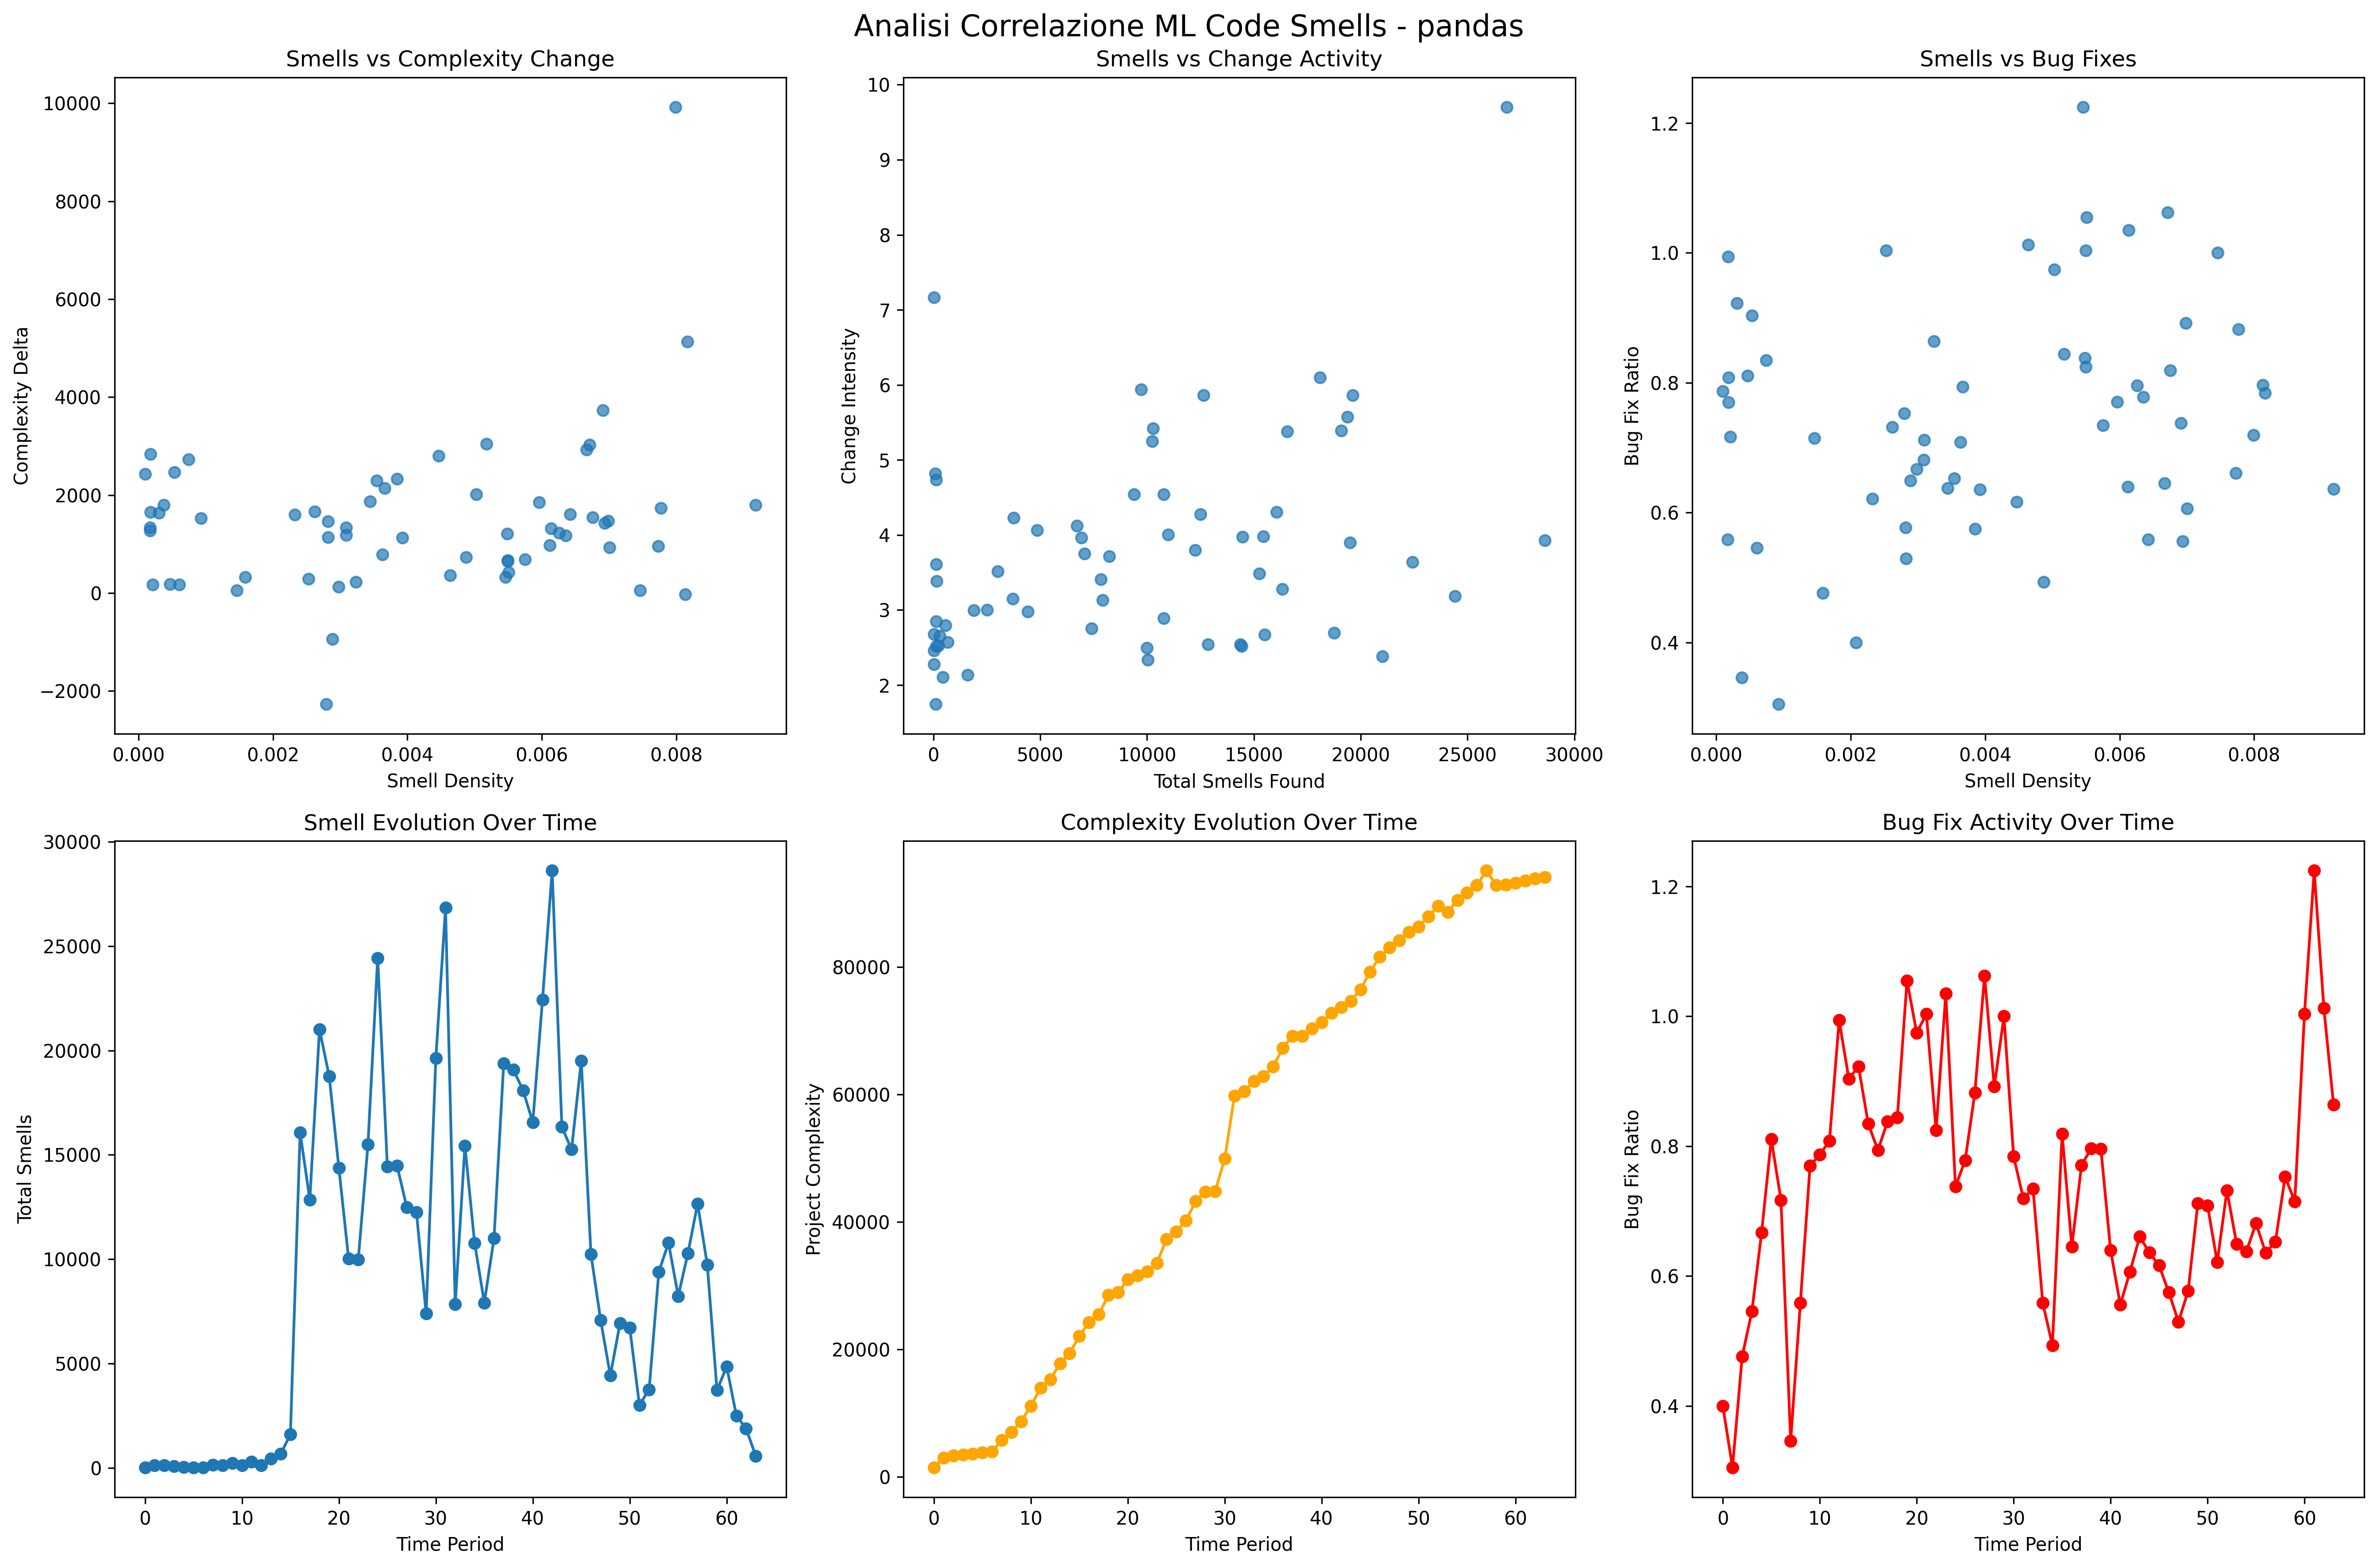 Analisi Correlazione ML Code Smells - pandas
Smells vs Complexity Change
Complexity Delta
10000
8000
6000
4000
2000
0
−2000
0.000 0.002 0.004 0.006 0.008
Smell Density
Smells vs Change Activity
Change Intensity
10
9
8
7
6
5
4
3
2
0 5000 10000 15000 20000 25000 30000
Total Smells Found
Smells vs Bug Fixes
Bug Fix Ratio
1.2
1.0
0.8
0.6
0.4
0.000 0.002 0.004 0.006 0.008
Smell Density
Smell Evolution Over Time
Total Smells
30000
25000
20000
15000
10000
5000
0
0 10 20 30 40 50 60
Time Period
Complexity Evolution Over Time
Project Complexity
80000
60000
40000
20000
0
0 10 20 30 40 50 60
Time Period
Bug Fix Activity Over Time
Bug Fix Ratio
1.2
1.0
0.8
0.6
0.4
0 10 20 30 40 50 60
Time Period